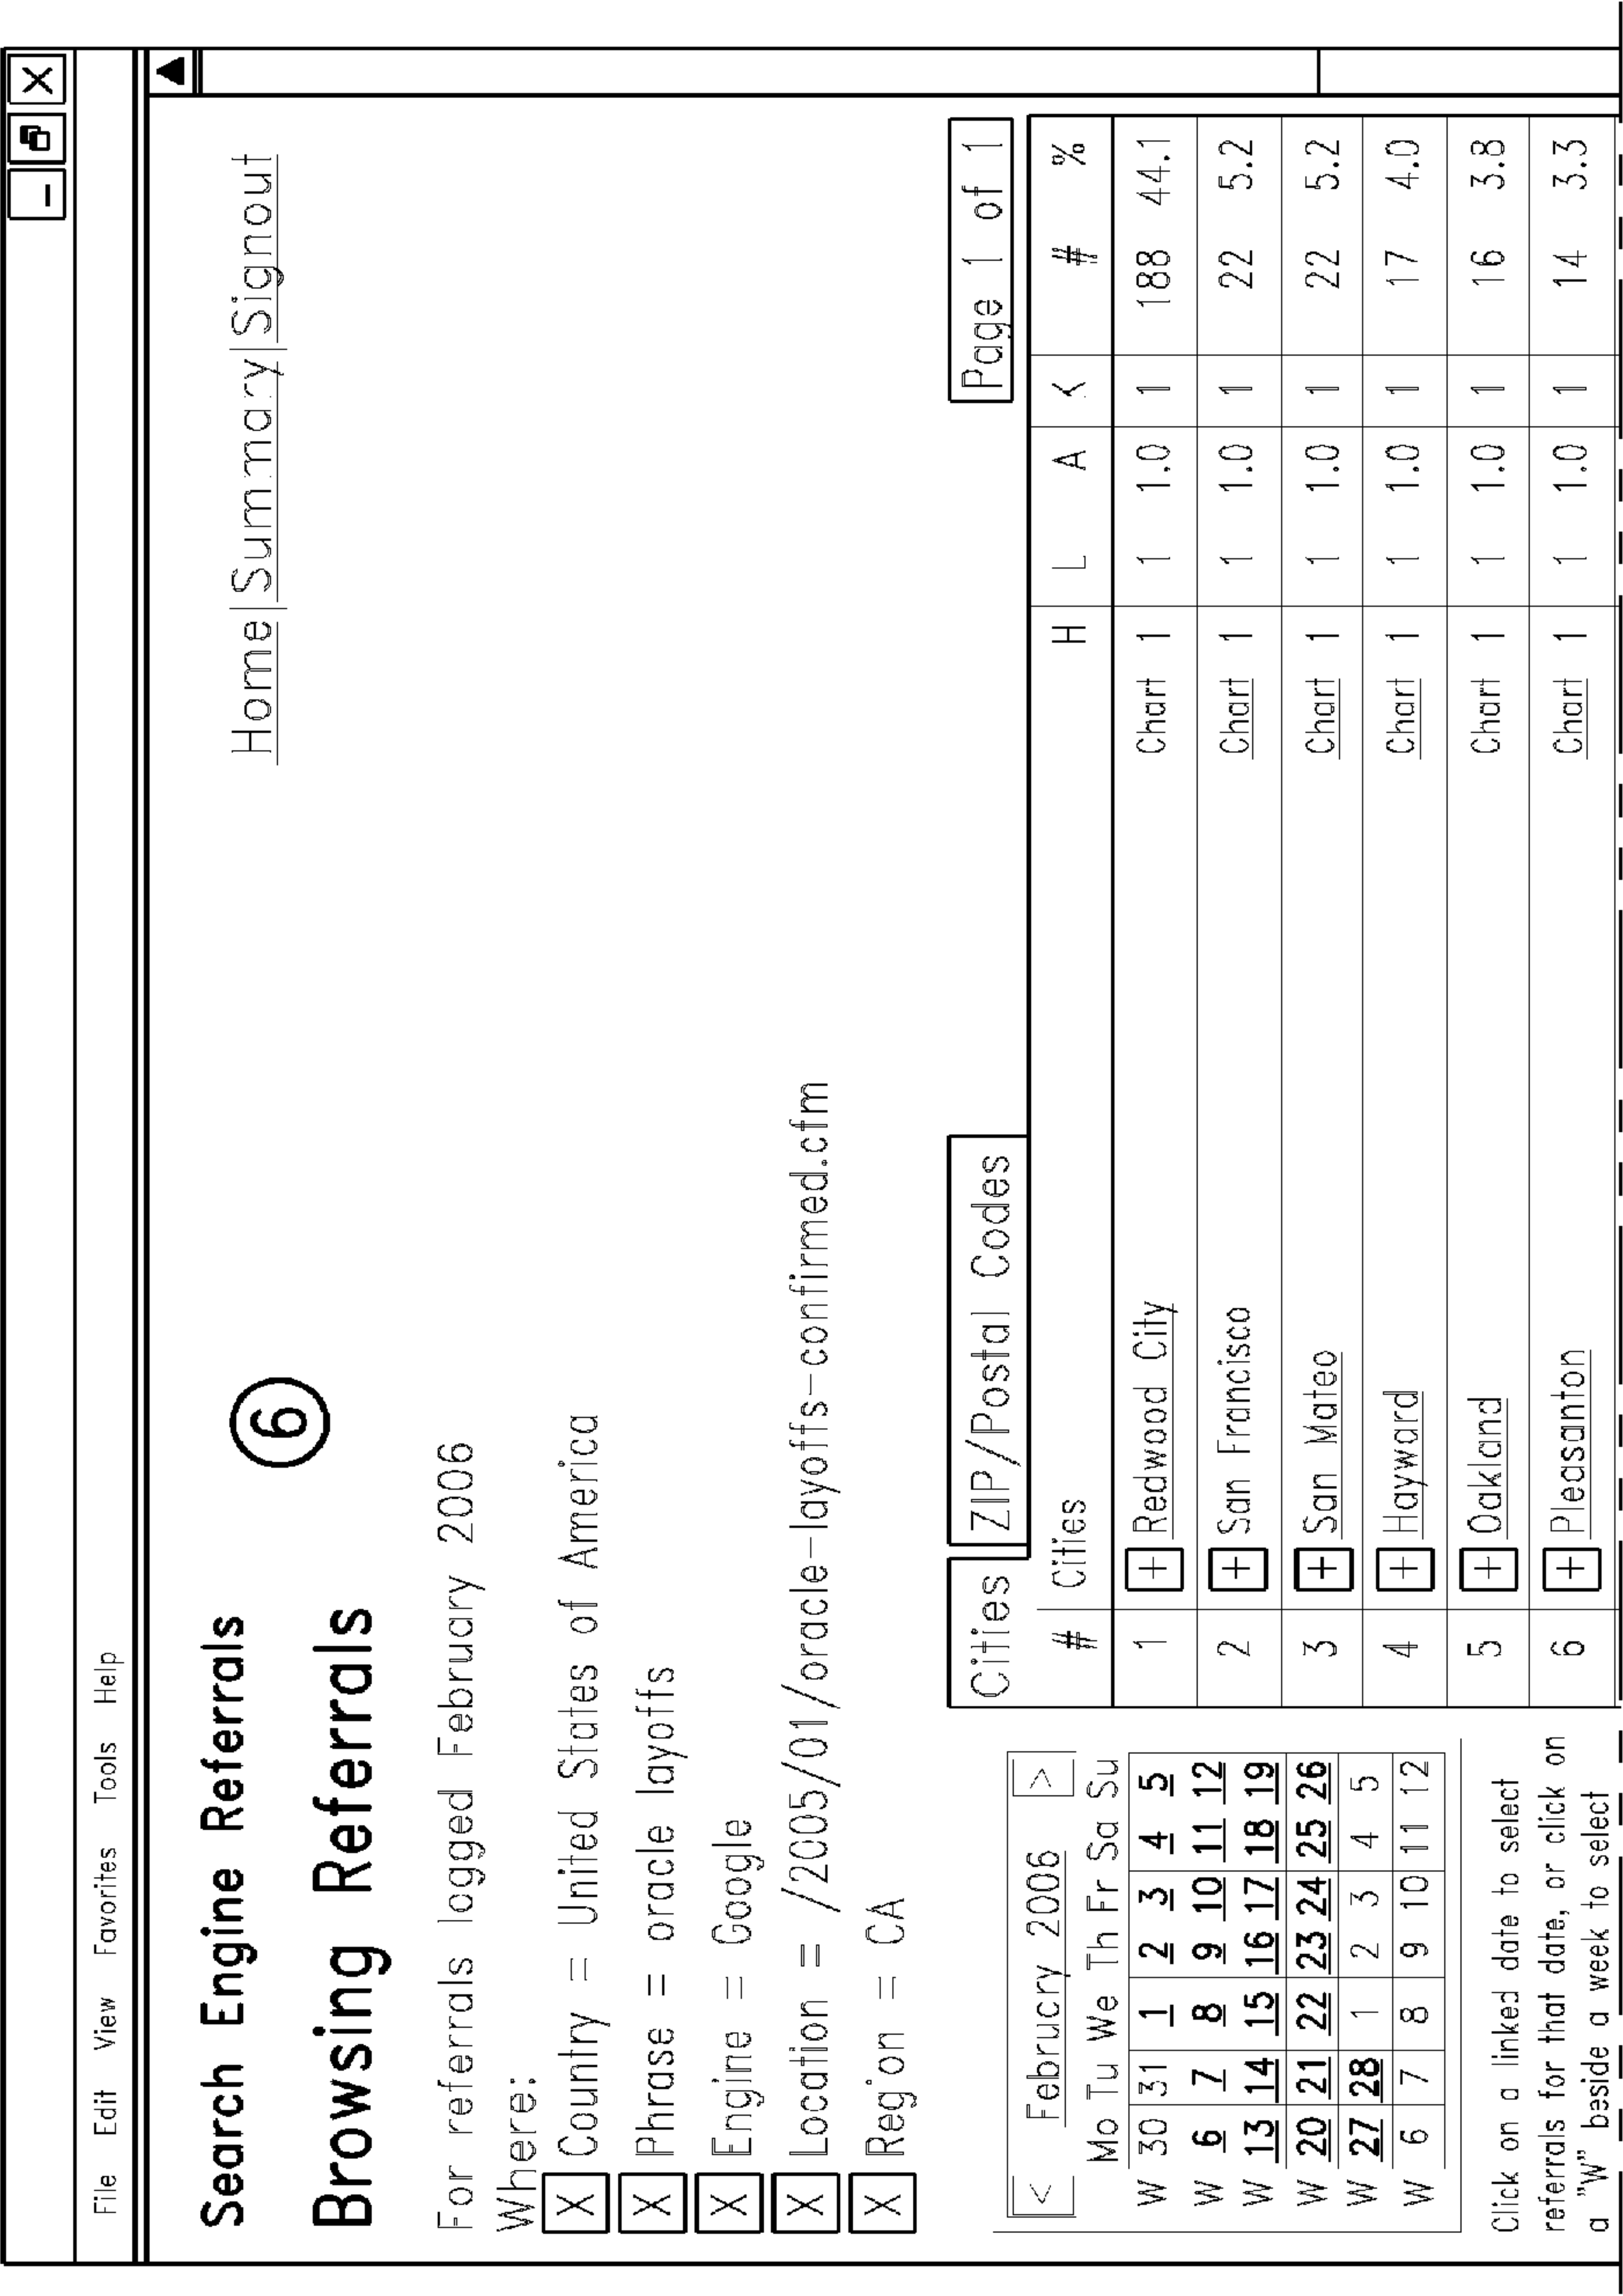 – X
File Edit View Favorites Tools Help
Search Engine Referrals
Home|Summary|Signout
6
Browsing Referrals
For referrals logged February 2006
Where:
X Country = United States of America
X Phrase = oracle layoffs
X Engine = Google
X Location = //2005/01/oracle-layoffs-confirmed.cfm
X Region = CA
< February 2006 >
Mo Tu We Th Fr Sa Su
W 30 31 1 2 3 4 5
W 6 7 8 9 10 11 12
W 13 14 15 16 17 18 19
W 20 21 22 23 24 25 26
W 27 28 1 2 3 4 5
W 6 7 8 9 10 11 12
Click on a linked date to select
referrals for that date, or click on
a "W" beside a week to select
Cities ZIP/Postal Codes Page 1 of 1
# Cities H L A K # %
1 + Redwood City Chart 1 1 1.0 1 188 44.1
2 + San Francisco Chart 1 1 1.0 1 22 5.2
3 + San Mateo Chart 1 1 1.0 1 22 5.2
4 + Hayward Chart 1 1 1.0 1 17 4.0
5 + Oakland Chart 1 1 1.0 1 16 3.8
6 + Pleasanton Chart 1 1 1.0 1 14 3.3